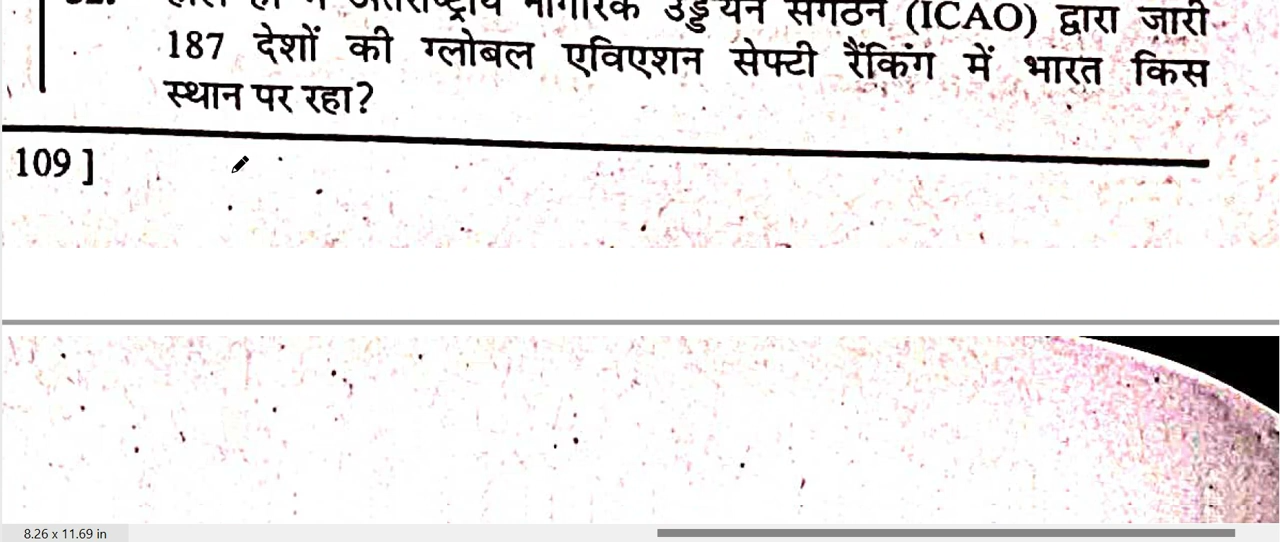 हाल ही में अंतर्राष्ट्रीय नागरिक उड्डयन संगठन (ICAO) द्वारा जारी
187 देशों की ग्लोबल एविएशन सेफ्टी रैंकिंग में भारत किस
स्थान पर रहा?
109 ]
8.26 x 11.69 in